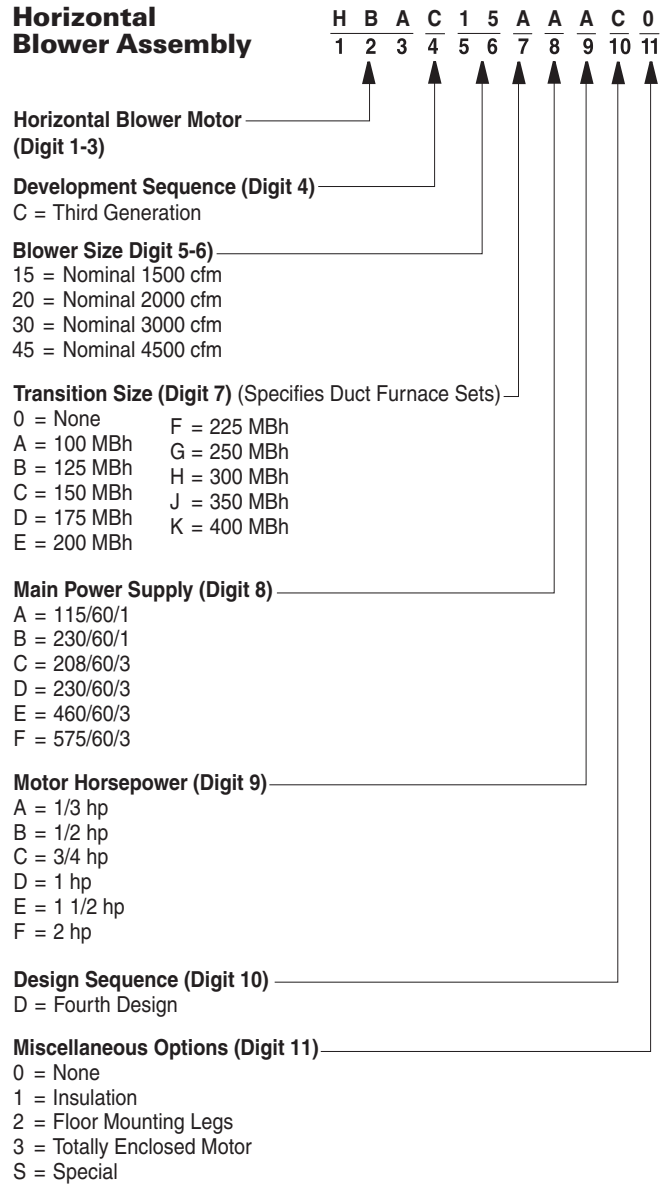 Horizontal
Blower Assembly
H B A C 1 5 A A A C 0
1 2 3 4 5 6 7 8 9 10 11
Horizontal Blower Motor
(Digit 1-3)
Development Sequence (Digit 4)
C = Third Generation
Blower Size Digit 5-6)
15 = Nominal 1500 cfm
20 = Nominal 2000 cfm
30 = Nominal 3000 cfm
45 = Nominal 4500 cfm
Transition Size (Digit 7) (Specifies Duct Furnace Sets)
0 = None
A = 100 MBh
B = 125 MBh
C = 150 MBh
D = 175 MBh
E = 200 MBh
F = 225 MBh
G = 250 MBh
H = 300 MBh
J = 350 MBh
K = 400 MBh
Main Power Supply (Digit 8)
A = 115/60/1
B = 230/60/1
C = 208/60/3
D = 230/60/3
E = 460/60/3
F = 575/60/3
Motor Horsepower (Digit 9)
A = 1/3 hp
B = 1/2 hp
C = 3/4 hp
D = 1 hp
E = 1 1/2 hp
F = 2 hp
Design Sequence (Digit 10)
D = Fourth Design
Miscellaneous Options (Digit 11)
0 = None
1 = Insulation
2 = Floor Mounting Legs
3 = Totally Enclosed Motor
S = Special